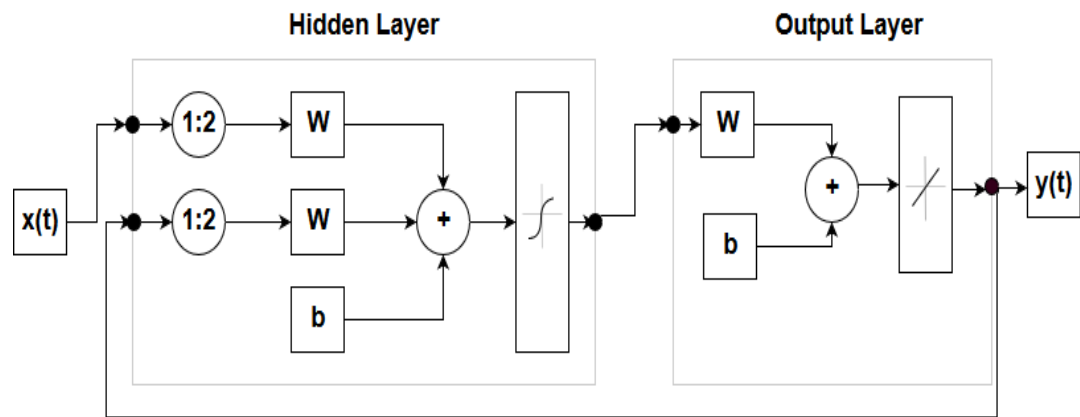 Hidden Layer
Output Layer
1:2
W
W
x(t)
1:2
W
+
+
y(t)
b
b